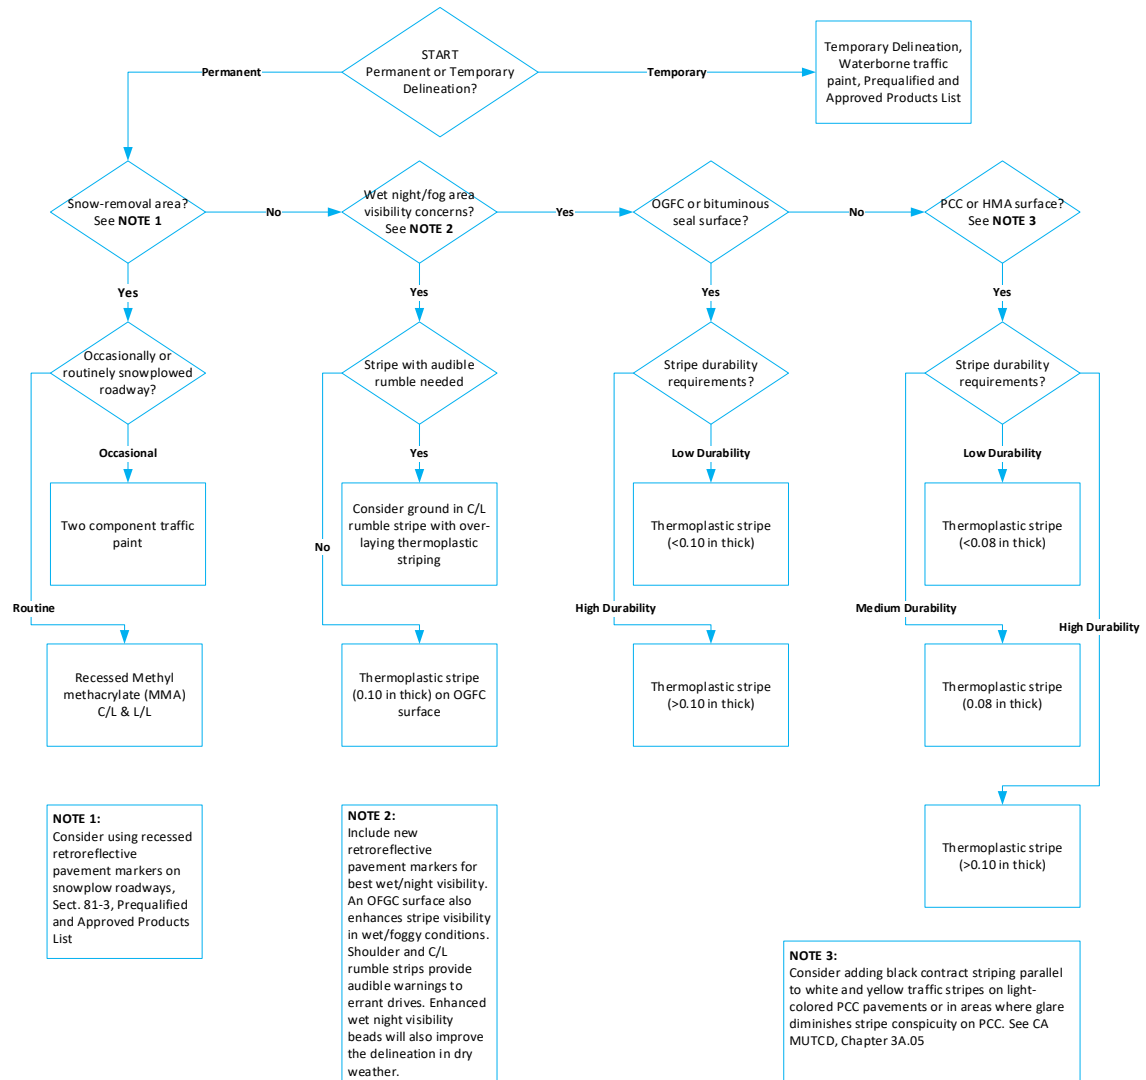 START
Permanent or Temporary
Delineation?
Permanent
Temporary
Temporary Delineation,
Waterborne traffic
paint, Prequalified and
Approved Products List
Snow-removal area?
See NOTE 1
No
Wet night/fog area
visibility concerns?
See NOTE 2
Yes
OGFC or bituminous
seal surface?
No
PCC or HMA surface?
See NOTE 3
Yes
Yes
Yes
Yes
Occasionally or
routinely snowplowed
roadway?
Stripe with audible
rumble needed
Stripe durability
requirements?
Stripe durability
requirements?
Occasional
Yes
Low Durability
Low Durability
Two component traffic
paint
Consider ground in C/L
rumble stripe with over-
laying thermoplastic
striping
Thermoplastic stripe
(<0.10 in thick)
Thermoplastic stripe
(<0.08 in thick)
No
Routine
High Durability
Medium Durability
High Durability
Recessed Methyl
methacrylate (MMA)
C/L & L/L
Thermoplastic stripe
(0.10 in thick) on OGFC
surface
Thermoplastic stripe
(>0.10 in thick)
Thermoplastic stripe
(0.08 in thick)
Thermoplastic stripe
(>0.10 in thick)
NOTE 1:
Consider using recessed
retroreflective
pavement markers on
snowplow roadways,
Sect. 81-3, Prequalified
and Approved Products
List
NOTE 2:
Include new
retroreflective
pavement markers for
best wet/night visibility.
An OFGC surface also
enhances stripe visibility
in wet/foggy conditions.
Shoulder and C/L
rumble strips provide
audible warnings to
errant drives. Enhanced
wet night visibility
beads will also improve
the delineation in dry
weather.
NOTE 3:
Consider adding black contract striping parallel
to white and yellow traffic stripes on light-
colored PCC pavements or in areas where glare
diminishes stripe conspicuity on PCC. See CA
MUTCD, Chapter 3A.05